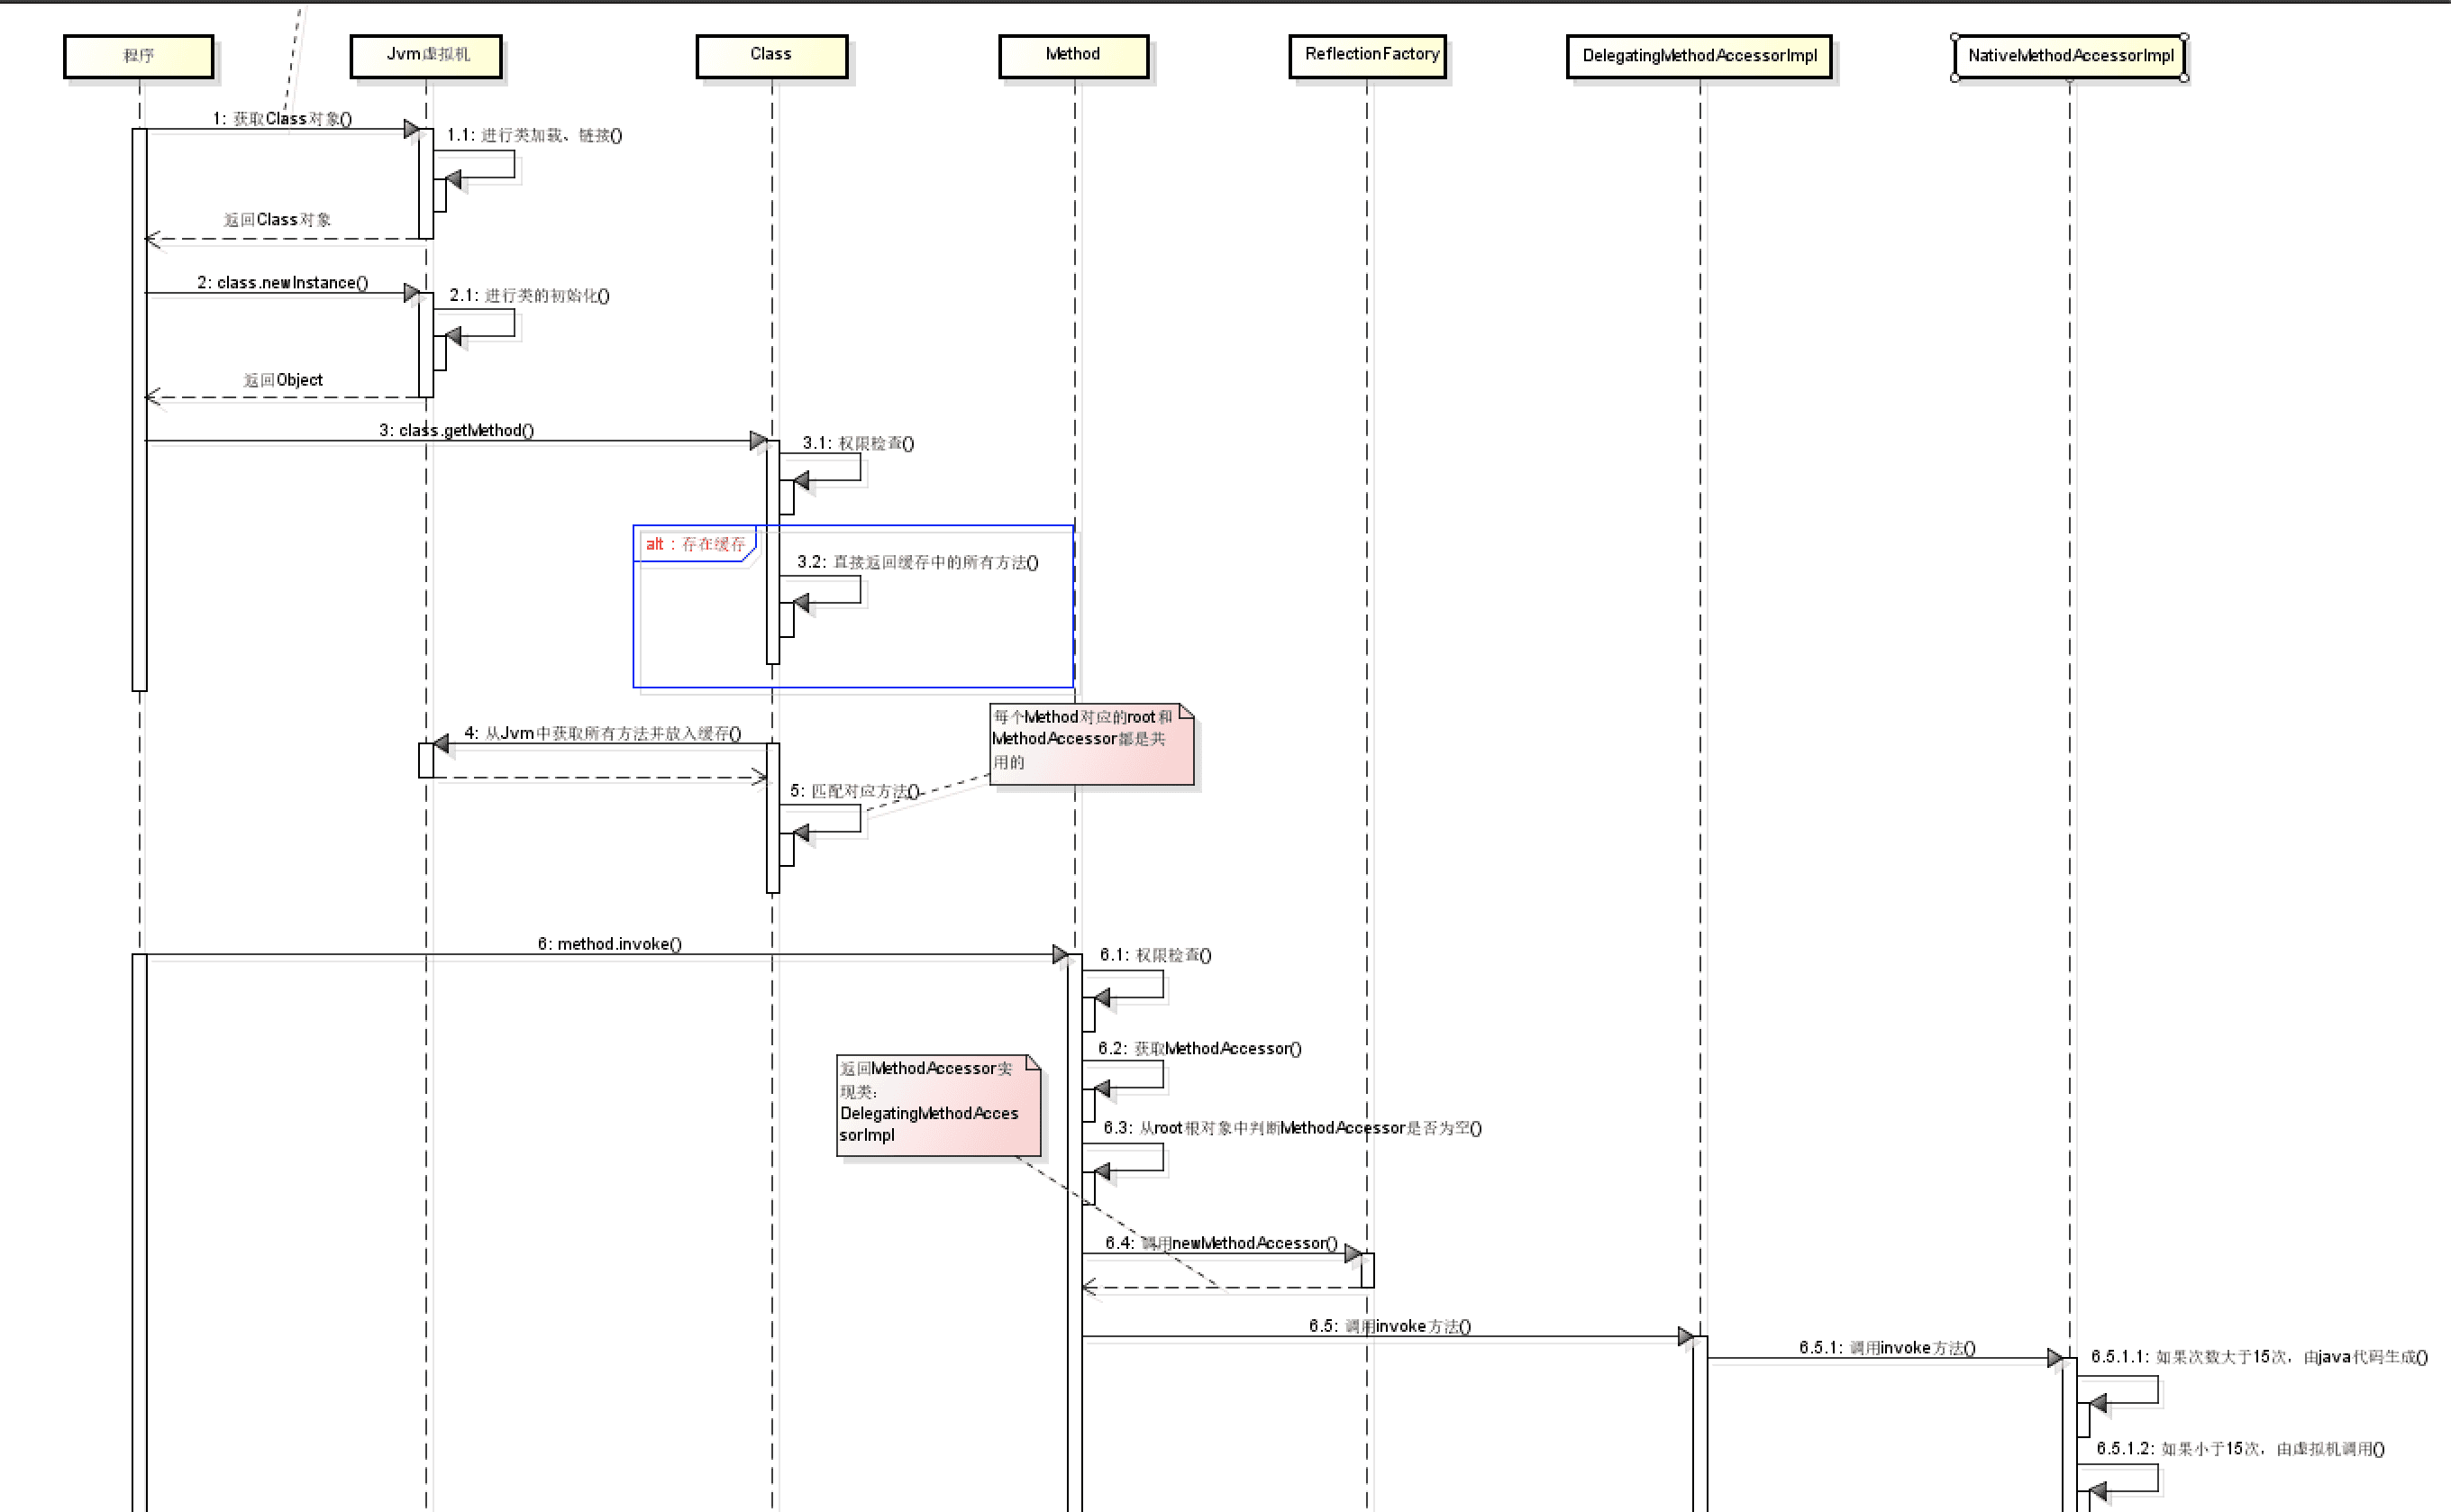 程序
Jvm虚拟机
Class
Method
ReflectionFactory
DelegatingMethodAccessorImpl
NativeMethodAccessorImpl
1: 获取Class对象()
1.1: 进行类加载、链接()
返回Class对象
2: class.newInstance()
2.1: 进行类的初始化()
返回Object
3: class.getMethod()
3.1: 权限检查()
alt : 存在缓存
3.2: 直接返回缓存中的所有方法()
每个Method对应的root和
MethodAccessor都是共
用的
4: 从Jvm中获取所有方法并放入缓存()
5: 匹配对应方法()
6: method.invoke()
6.1: 权限检查()
6.2: 获取MethodAccessor()
返回MethodAccessor实
现类:
DelegatingMethodAcces
sorImpl
6.3: 从root根对象中判断MethodAccessor是否为空()
6.4: 调用newMethodAccessor()
6.5: 调用invoke方法()
6.5.1: 调用invoke方法()
6.5.1.1: 如果次数大于15次，由java代码生成()
6.5.1.2: 如果小于15次，由虚拟机调用()